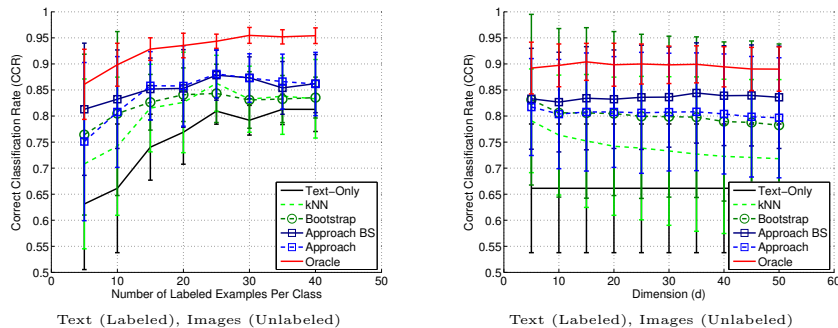 Correct Classification Rate (CCR)
1
0.95
0.9
0.85
0.8
0.75
0.7
0.65
0.6
0.55
0.5
0
10
20
30
40
50
Number of Labeled Examples Per Class
Text-Only
kNN
Bootstrap
Approach BS
Approach
Oracle
Text (Labeled), Images (Unlabeled)
Correct Classification Rate (CCR)
1
0.95
0.9
0.85
0.8
0.75
0.7
0.65
0.6
0.55
0.5
0
10
20
30
40
50
60
Dimension (d)
Text-Only
kNN
Bootstrap
Approach BS
Approach
Oracle
Text (Labeled), Images (Unlabeled)